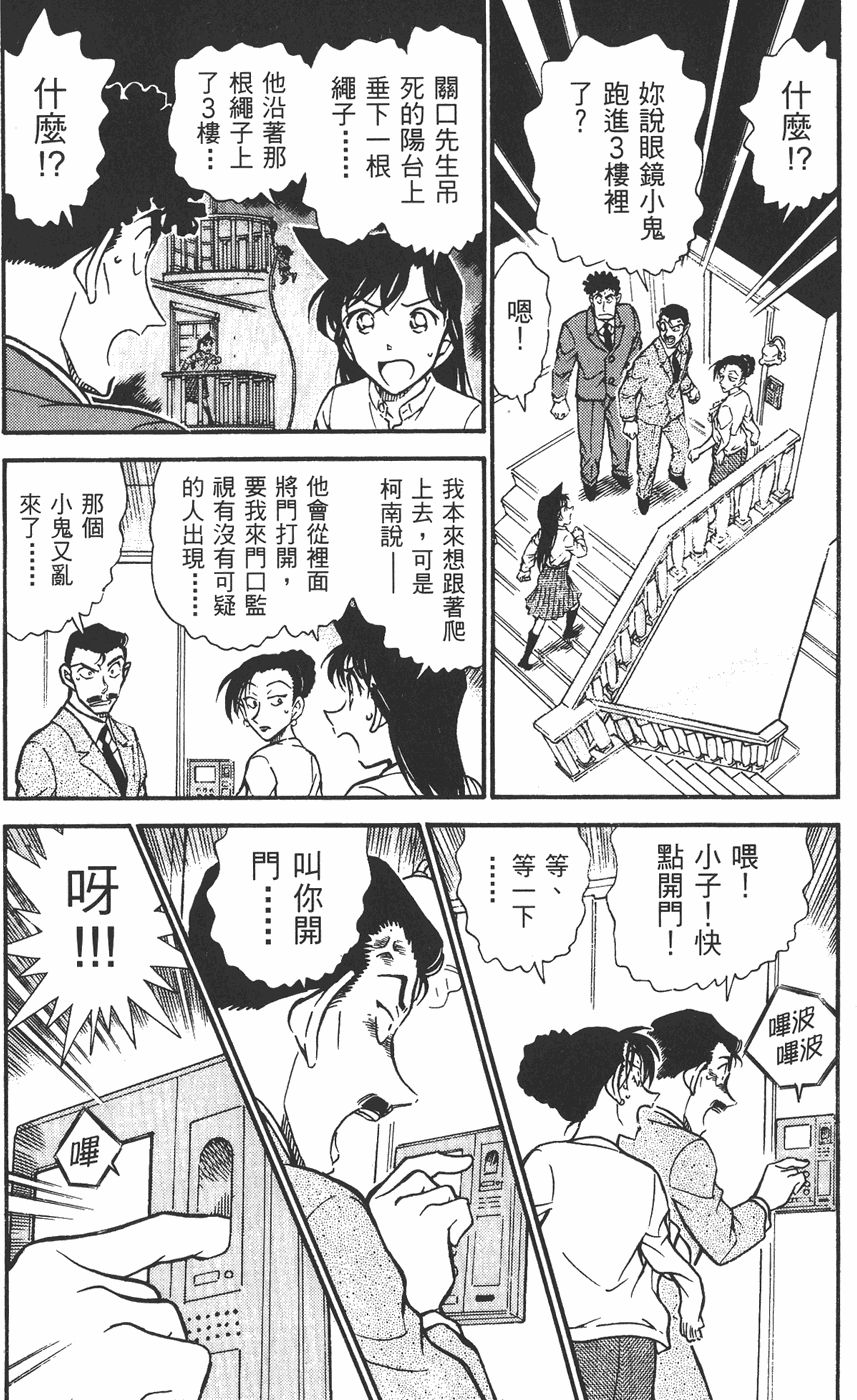 什麼!?
妳說眼鏡小鬼
跑進3樓裡
了?
嗯!
關口先生吊
死的陽台上
垂下一根
繩子……
他沿著那
根繩子上
了3樓…
什麼!?
我本來想跟著爬
上去，可是
柯南說——
他會從裡面
將門打開，
要我來門口監
視有沒有可疑
的人出現……
那個
小鬼又亂
來了……
喂!
小子!快
點開門!
等、
等一下
……
嗶波
嗶波
叫你開
門……
呀!!!
嗶